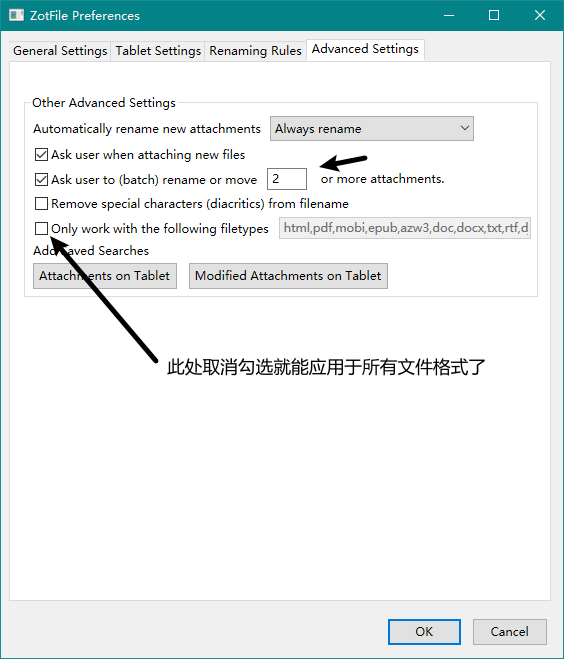 ZotFile Preferences
General Settings Tablet Settings Renaming Rules Advanced Settings
Other Advanced Settings
Automatically rename new attachments Always rename
Ask user when attaching new files
Ask user to (batch) rename or move 2 or more attachments.
Remove special characters (diacritics) from filename
Only work with the following filetypes html,pdf,mobi,epub,azw3,doc,docx,txt,rtf,d
Add Saved Searches
Attachments on Tablet Modified Attachments on Tablet
此处取消勾选就能应用于所有文件格式了
OK Cancel